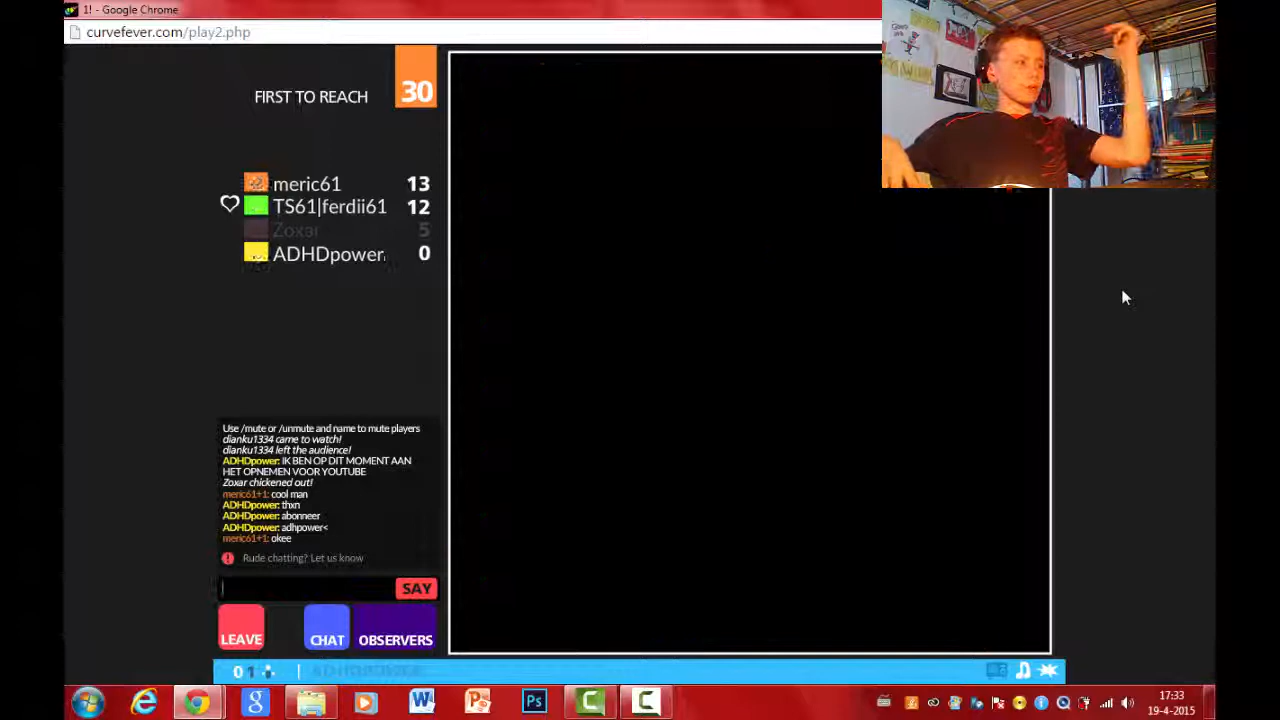 1! - Google Chrome
curvefever.com/play2.php
FIRST TO REACH 30
meric61 13
TS61|ferdii61 12
Zoxar 5
ADHDpower. 0
Use /mute or /unmute and name to mute players
dianku1334 came to watch!
dianku1334 left the audience!
ADHDpower: IK BEN OP DIT MOMENT AAN
HET OPNEMEN VOOR YOUTUBE
Zoxar chickened out!
meric61+1: cool man
ADHDpower: thxn
ADHDpower: abonneer
ADHDpower: adhpower<
meric61+1: okee
Rude chatting? Let us know
SAY
LEAVE CHAT OBSERVERS
0 1
17:33
19-4-2015